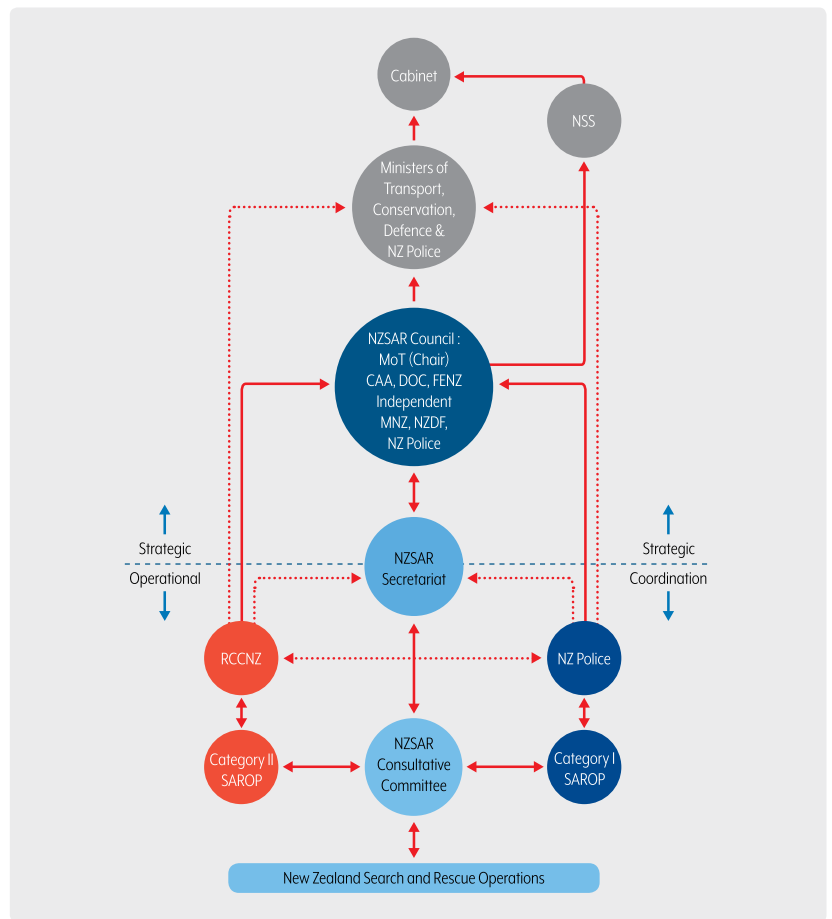 Cabinet
NSS
Ministers of
Transport,
Conservation,
Defence &
NZ Police
NZSAR Council :
MoT (Chair)
CAA, DOC, FENZ
Independent
MNZ, NZDF,
NZ Police
Strategic
Operational
NZSAR
Secretariat
Strategic
Coordination
RCCNZ
NZ Police
Category II
SAROP
NZSAR
Consultative
Committee
Category I
SAROP
New Zealand Search and Rescue Operations